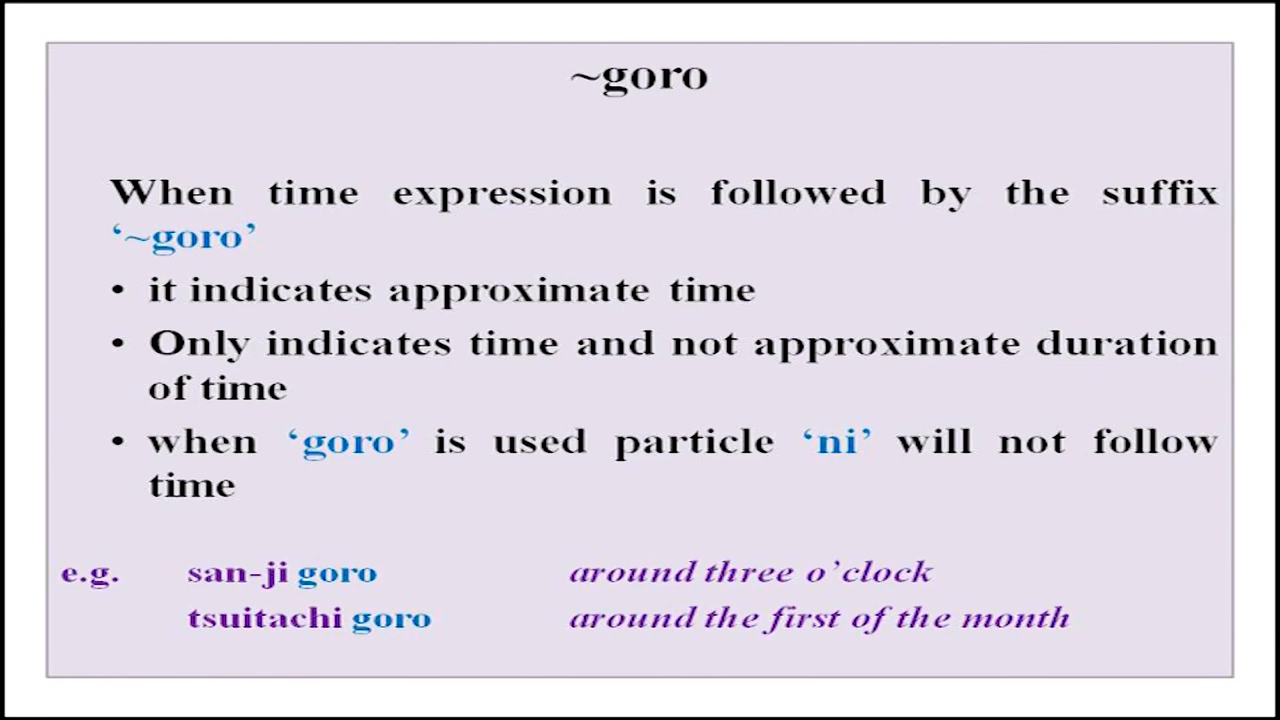 ~goro
When time expression is followed by the suffix
‘~goro’
• it indicates approximate time
• Only indicates time and not approximate duration
of time
• when ‘goro’ is used particle ‘ni’ will not follow
time
e.g. san-ji goro around three o’clock
tsuitachi goro around the first of the month